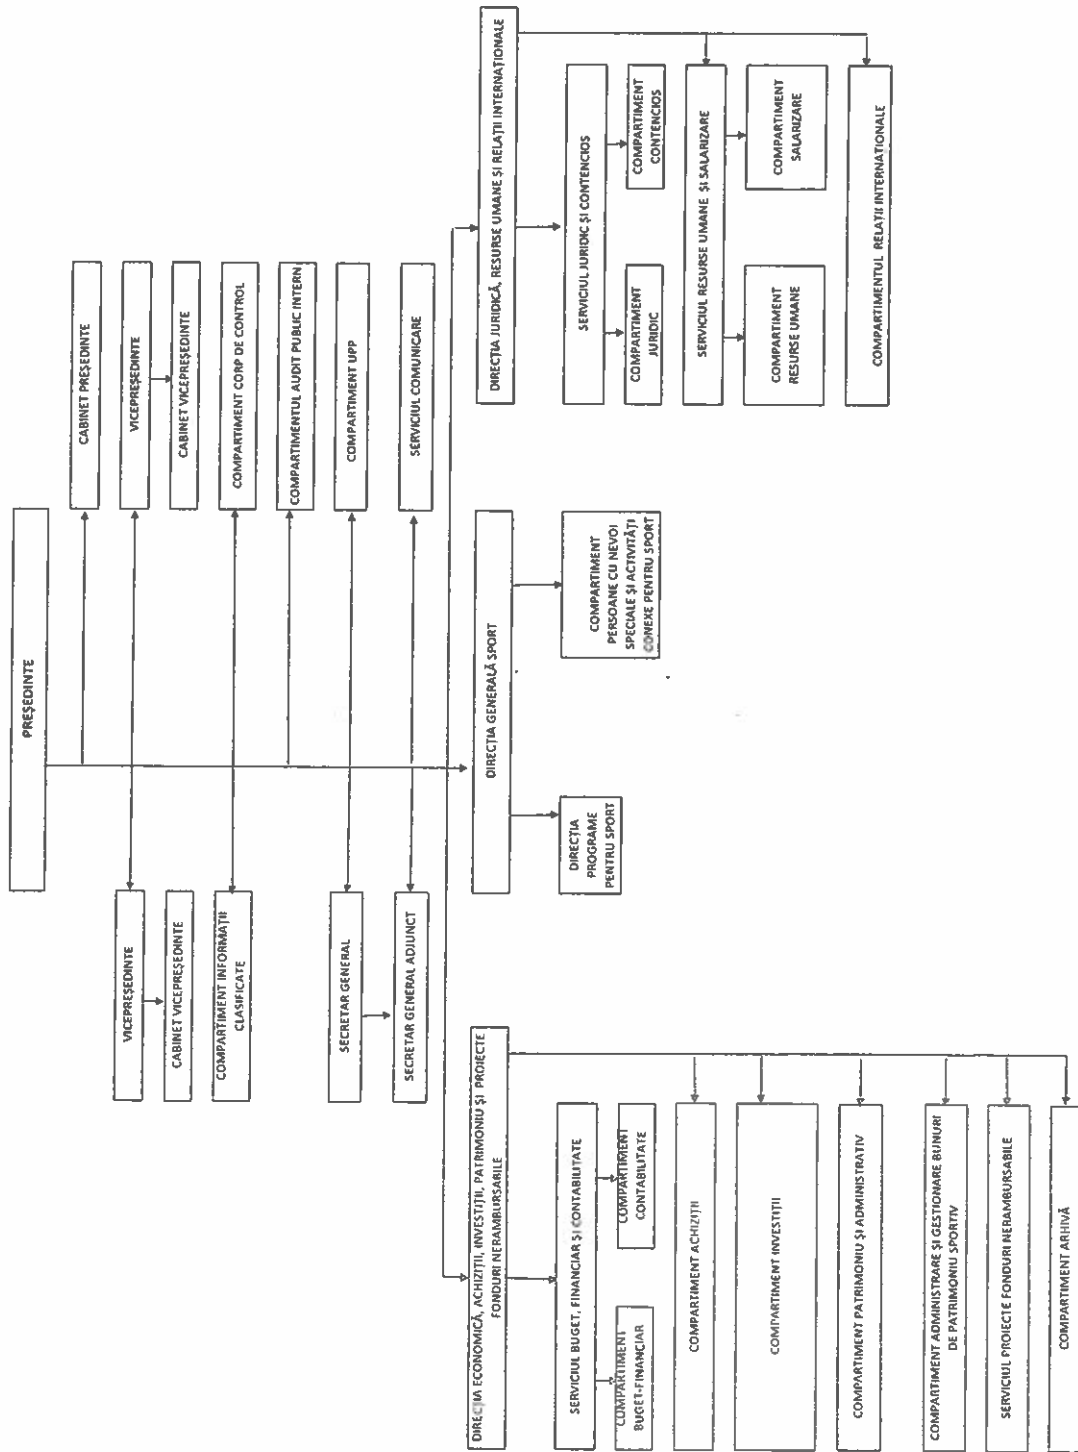 PREȘEDINTE
CABINET PREȘEDINTE
VICEPREȘEDINTE
VICEPREȘEDINTE
CABINET VICEPREȘEDINTE
CABINET VICEPREȘEDINTE
COMPARTIMENT INFORMAȚII
CLASIFICATE
COMPARTIMENT CORP DE CONTROL
COMPARTIMENTUL AUDIT PUBLIC INTERN
SECRETAR GENERAL
COMPARTIMENT UPP
SECRETAR GENERAL ADJUNCT
SERVICIUL COMUNICARE
DIRECȚIA ECONOMICĂ, ACHIZIȚII, INVESTIȚII, PATRIMONIU ȘI PROIECTE
FONDURI NERAMBURSABILE
SERVICIUL BUGET, FINANCIAR ȘI CONTABILITATE
COMPARTIMENT
BUGET-FINANCIAR
COMPARTIMENT
CONTABILITATE
COMPARTIMENT ACHIZIȚII
COMPARTIMENT INVESTIȚII
COMPARTIMENT PATRIMONIU ȘI ADMINISTRATIV
COMPARTIMENT ADMINISTRARE ȘI GESTIONARE BUNURI
DE PATRIMONIU SPORTIV
SERVICIUL PROIECTE FONDURI NERAMBURSABILE
COMPARTIMENT ARHIVĂ
DIRECȚIA GENERALĂ SPORT
DIRECȚIA
PROGRAME
PENTRU SPORT
COMPARTIMENT
PERSOANE CU NEVOI
SPECIALE ȘI ACTIVITĂȚI
CONEXE PENTRU SPORT
DIRECȚIA JURIDICĂ, RESURSE UMANE ȘI RELAȚII INTERNAȚIONALE
SERVICIUL JURIDIC ȘI CONTENCIOS
COMPARTIMENT
JURIDIC
COMPARTIMENT
CONTENCIOS
SERVICIUL RESURSE UMANE ȘI SALARIZARE
COMPARTIMENT
RESURSE UMANE
COMPARTIMENT
SALARIZARE
COMPARTIMENTUL RELAȚII INTERNAȚIONALE